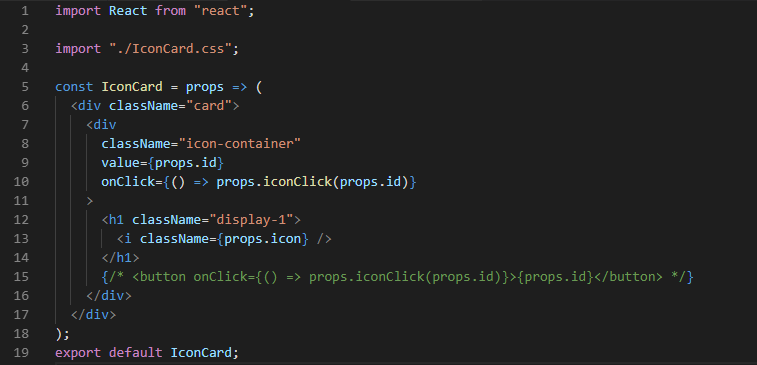 1 import React from "react";
2
3 import "./IconCard.css";
4
5 const IconCard = props => (
6   <div className="card">
7     <div
8       className="icon-container"
9       value={props.id}
10       onClick={() => props.iconClick(props.id)}
11     >
12       <h1 className="display-1">
13         <i className={props.icon} />
14       </h1>
15       {/* <button onClick={() => props.iconClick(props.id)}>{props.id}</button> */}
16     </div>
17   </div>
18 );
19 export default IconCard;